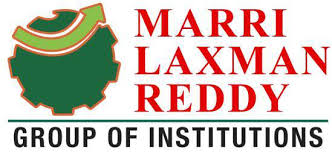 MARRI
LAXMAN
REDDY
GROUP OF INSTITUTIONS